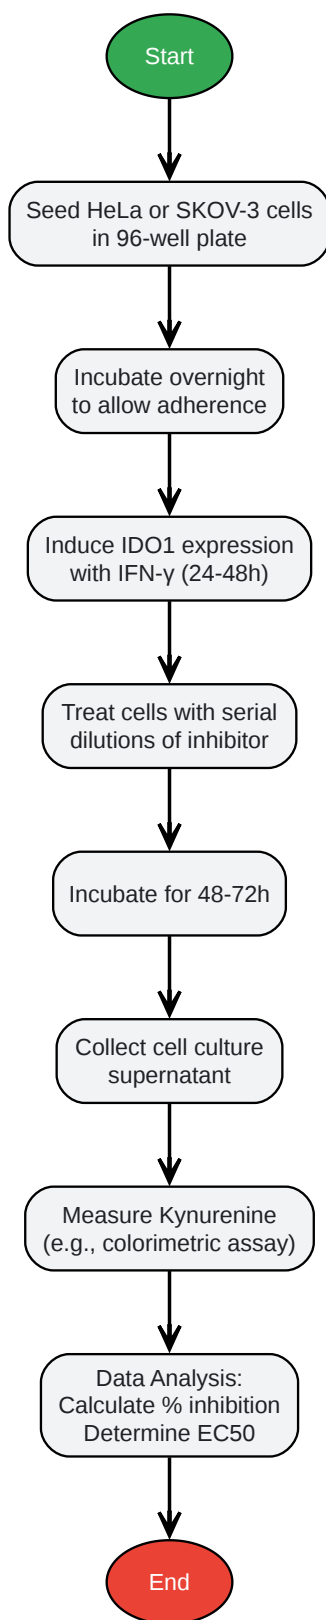 Start
Seed HeLa or SKOV-3 cells
in 96-well plate
Incubate overnight
to allow adherence
Induce IDO1 expression
with IFN-γ (24-48h)
Treat cells with serial
dilutions of inhibitor
Incubate for 48-72h
Collect cell culture
supernatant
Measure Kynurenine
(e.g., colorimetric assay)
Data Analysis:
Calculate % inhibition
Determine EC50
End